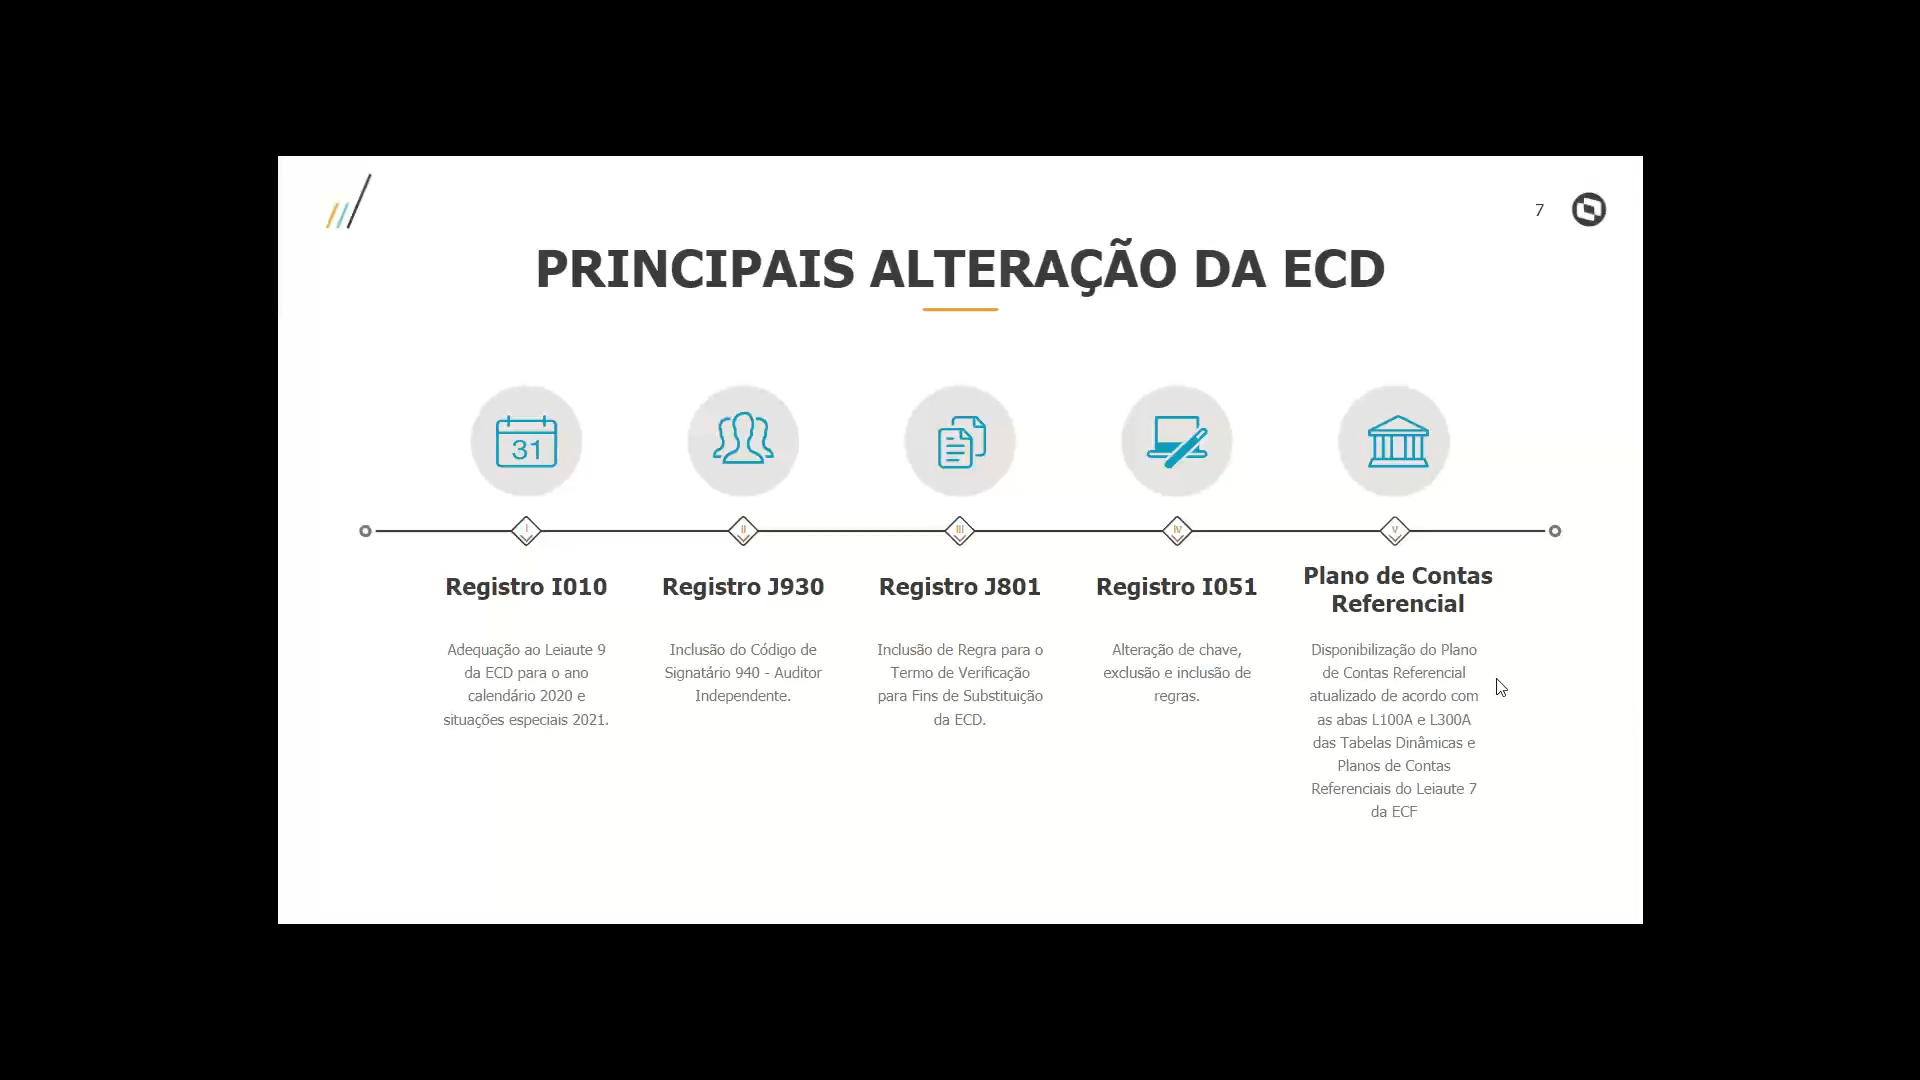 7
PRINCIPAIS ALTERAÇÃO DA ECD
31
I
II
III
IV
V
Registro I010
Adequação ao Leiaute 9
da ECD para o ano
calendário 2020 e
situações especiais 2021.
Registro J930
Inclusão do Código de
Signatário 940 - Auditor
Independente.
Registro J801
Inclusão de Regra para o
Termo de Verificação
para Fins de Substituição
da ECD.
Registro I051
Alteração de chave,
exclusão e inclusão de
regras.
Plano de Contas
Referencial
Disponibilização do Plano
de Contas Referencial
atualizado de acordo com
as abas L100A e L300A
das Tabelas Dinâmicas e
Planos de Contas
Referenciais do Leiaute 7
da ECF